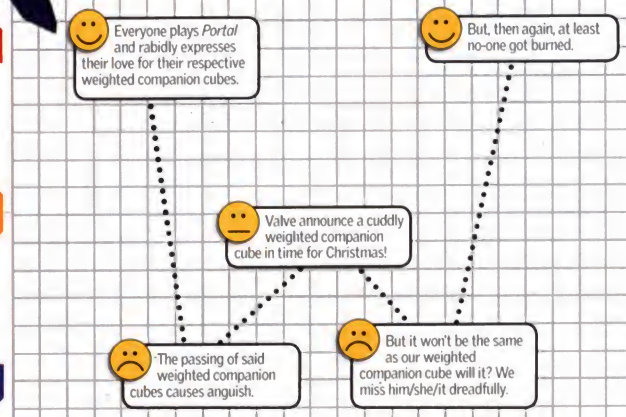 Everyone plays Portal
and rabidly expresses
their love for their respective
weighted companion cubes.
The passing of said
weighted companion
cubes causes anguish.
Valve announce a cuddly
weighted companion
cube in time for Christmas!
But it won't be the same
as our weighted
companion cube will it? We
miss him/she/it dreadfully.
But, then again, at least
no-one got burned.